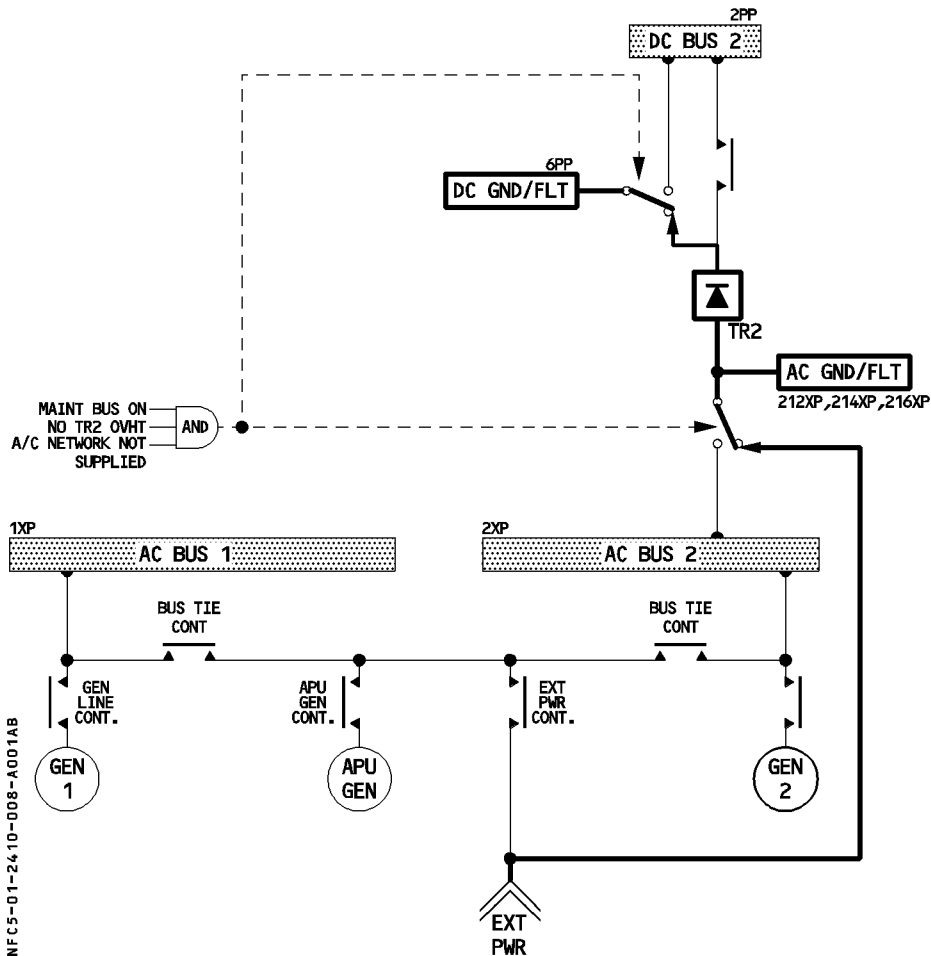 2PP
DC BUS 2
6PP
DC GND/FLT
TR2
AC GND/FLT
212XP,214XP,216XP
MAINT BUS ON
NO TR2 OVHT
A/C NETWORK NOT
SUPPLIED
AND
1XP
AC BUS 1
2XP
AC BUS 2
BUS TIE
CONT
BUS TIE
CONT
GEN
LINE
CONT.
APU
GEN
CONT.
EXT
PWR
CONT.
GEN
1
APU
GEN
GEN
2
EXT
PWR
NFC5-01-2410-008-A001AB